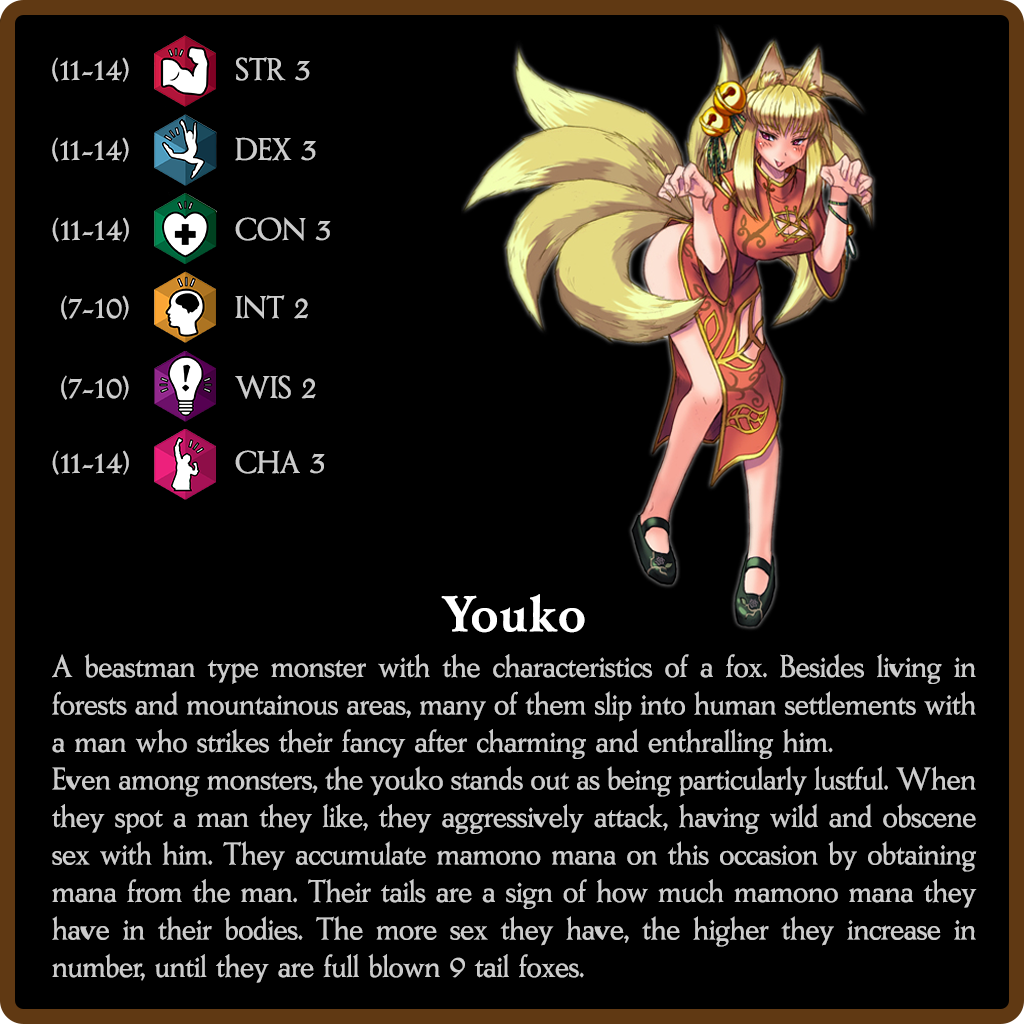 (11-14) STR 3
(11-14) DEX 3
(11-14) CON 3
(7-10) INT 2
(7-10) WIS 2
(11-14) CHA 3
Youko
A beastman type monster with the characteristics of a fox. Besides living in
forests and mountainous areas, many of them slip into human settlements with
a man who strikes their fancy after charming and enthralling him.
Even among monsters, the youko stands out as being particularly lustful. When
they spot a man they like, they aggressively attack, having wild and obscene
sex with him. They accumulate mamono mana on this occasion by obtaining
mana from the man. Their tails are a sign of how much mamono mana they
have in their bodies. The more sex they have, the higher they increase in
number, until they are full blown 9 tail foxes.